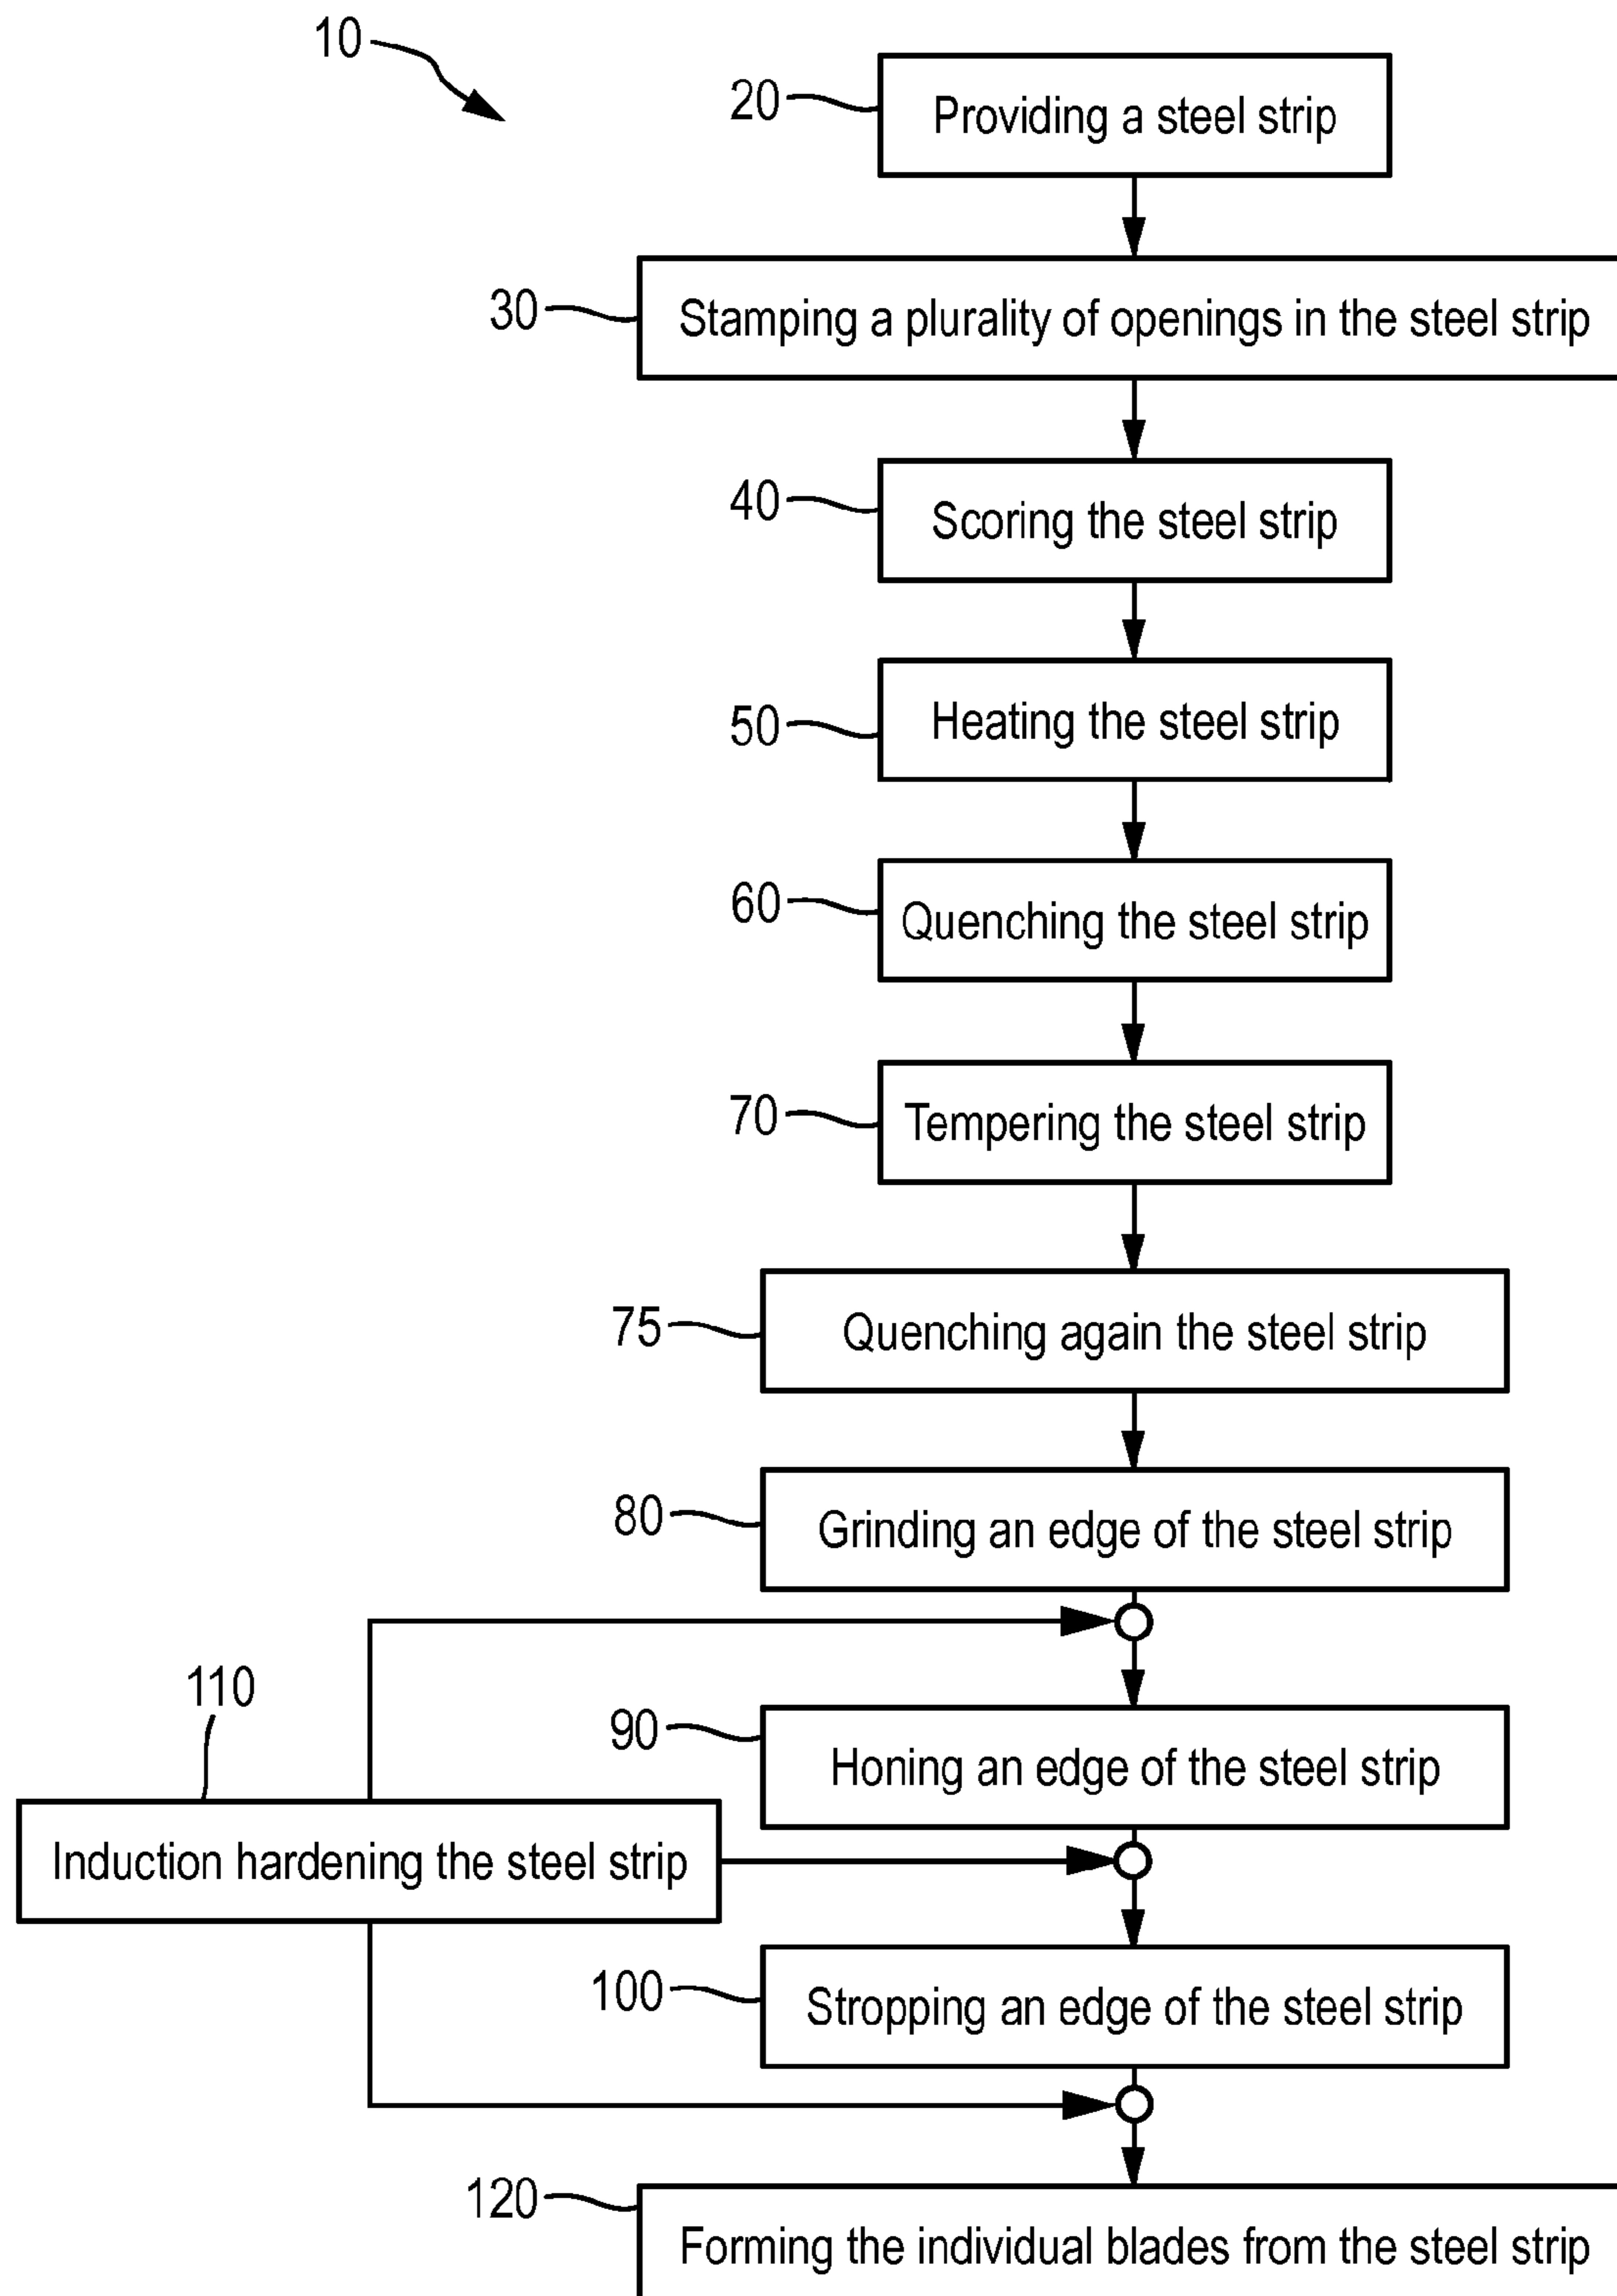 10
20
Providing a steel strip
30
Stamping a plurality of openings in the steel strip
40
Scoring the steel strip
50
Heating the steel strip
60
Quenching the steel strip
70
Tempering the steel strip
75
Quenching again the steel strip
80
Grinding an edge of the steel strip
110
90
Honing an edge of the steel strip
Induction hardening the steel strip
100
Stropping an edge of the steel strip
120
Forming the individual blades from the steel strip